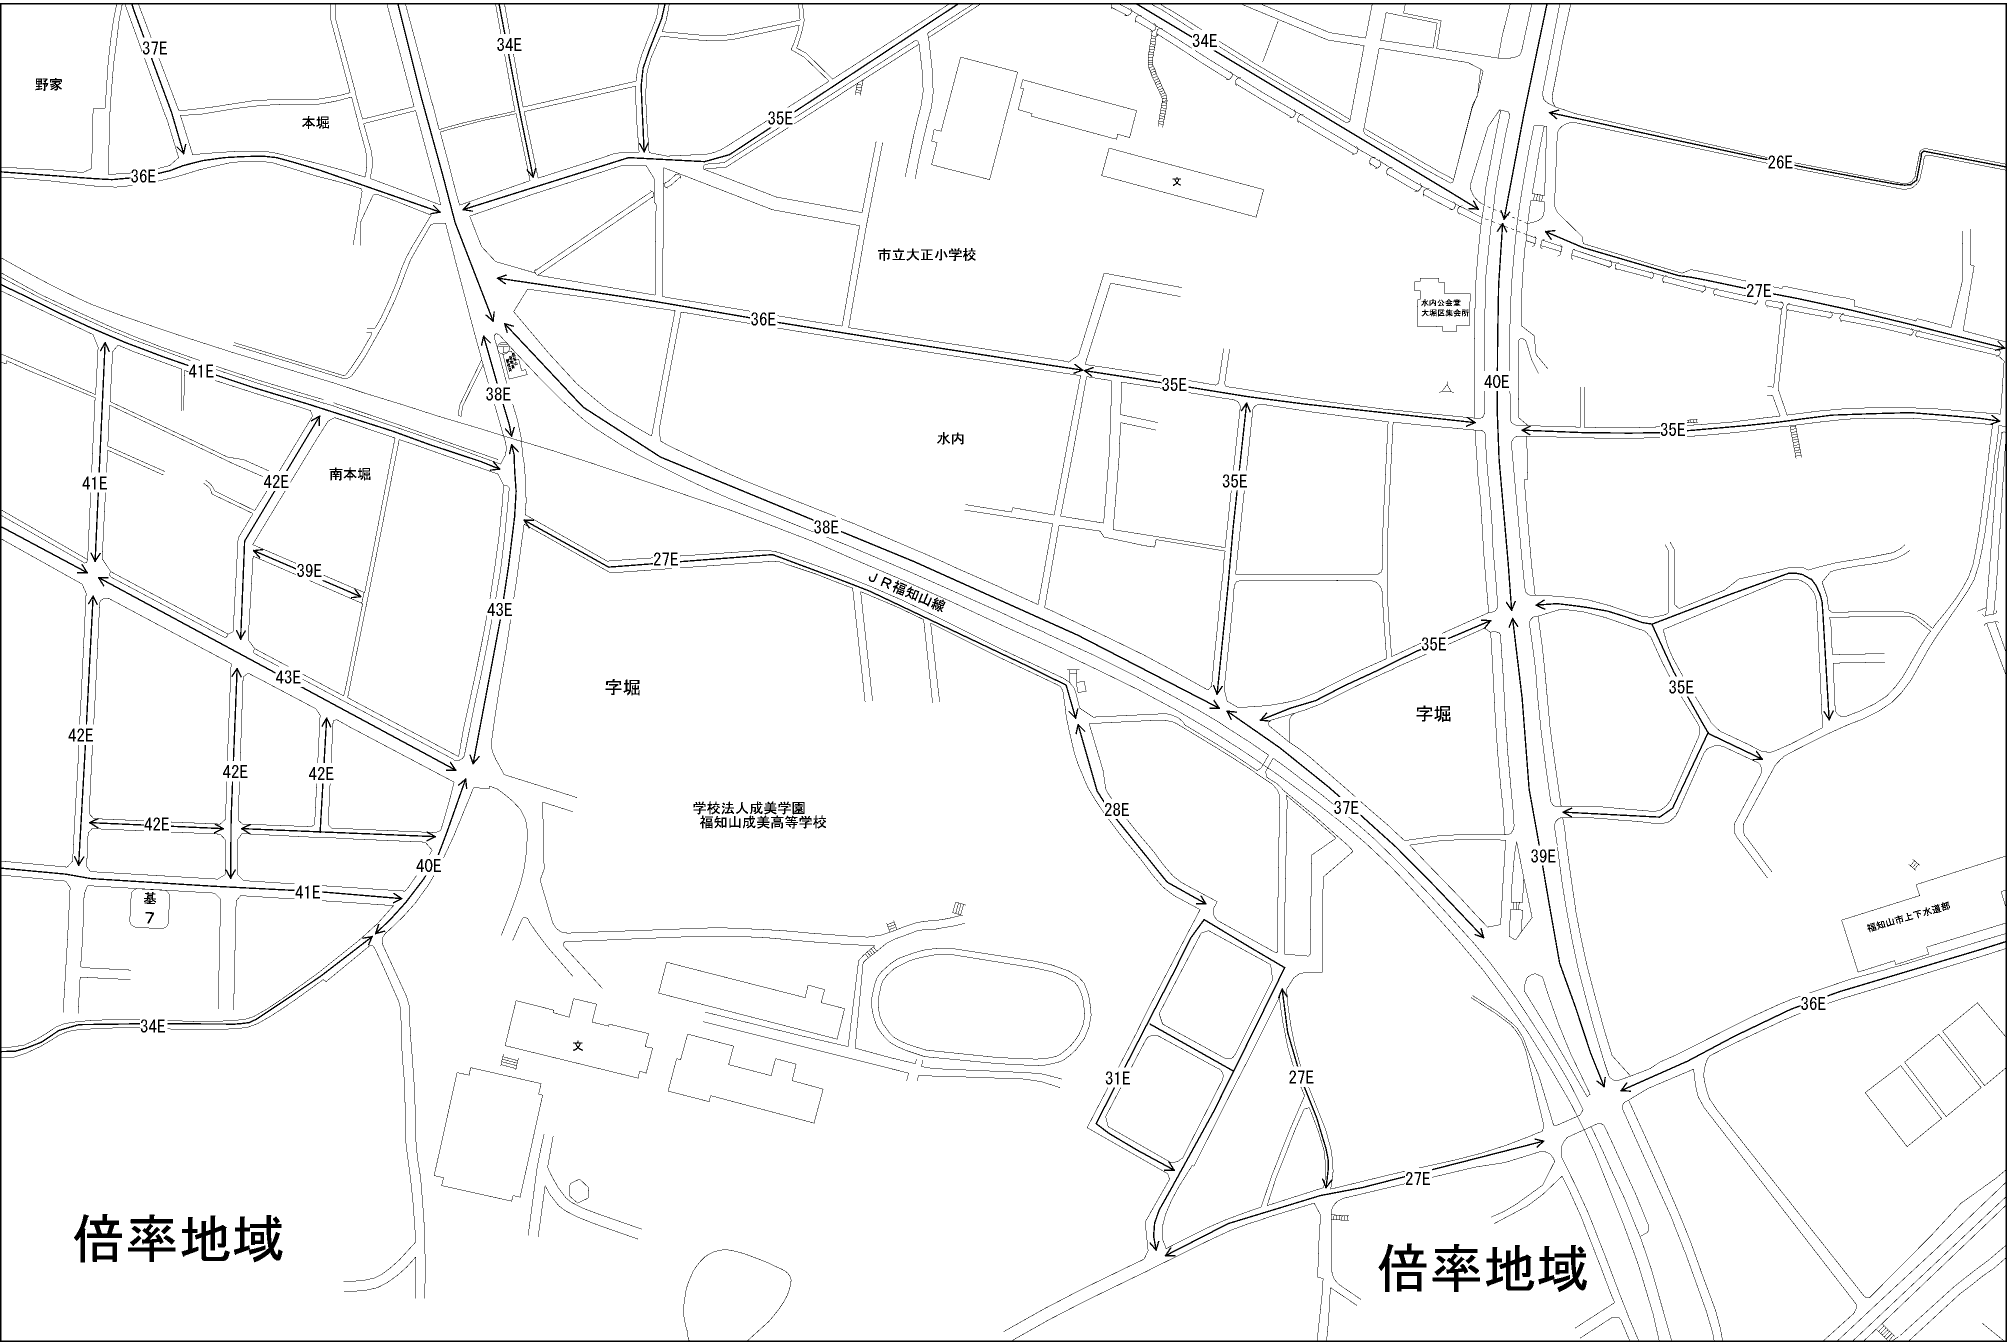 37E
34E
34E
野家
本堀
35E
26E
36E
文
市立大正小学校
27E
水内公会堂
大堀区集会所
36E
41E
35E
40E
38E
35E
水内
南本堀
42E
41E
35E
38E
27E
39E
ＪＲ福知山線
43E
35E
43E
字堀
35E
字堀
42E
42E
42E
学校法人成美学園
福知山成美高等学校
28E
37E
42E
39E
40E
41E
基
7
福知山市上下水道部
36E
34E
文
31E
27E
27E
倍率地域
倍率地域